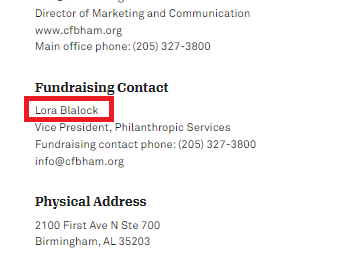 Director of Marketing and Communication
www.cfbham.org
Main office phone: (205) 327-3800
Fundraising Contact
Lora Blalock
Vice President, Philanthropic Services
Fundraising contact phone: (205) 327-3800
info@cfbham.org
Physical Address
2100 First Ave N Ste 700
Birmingham, AL 35203